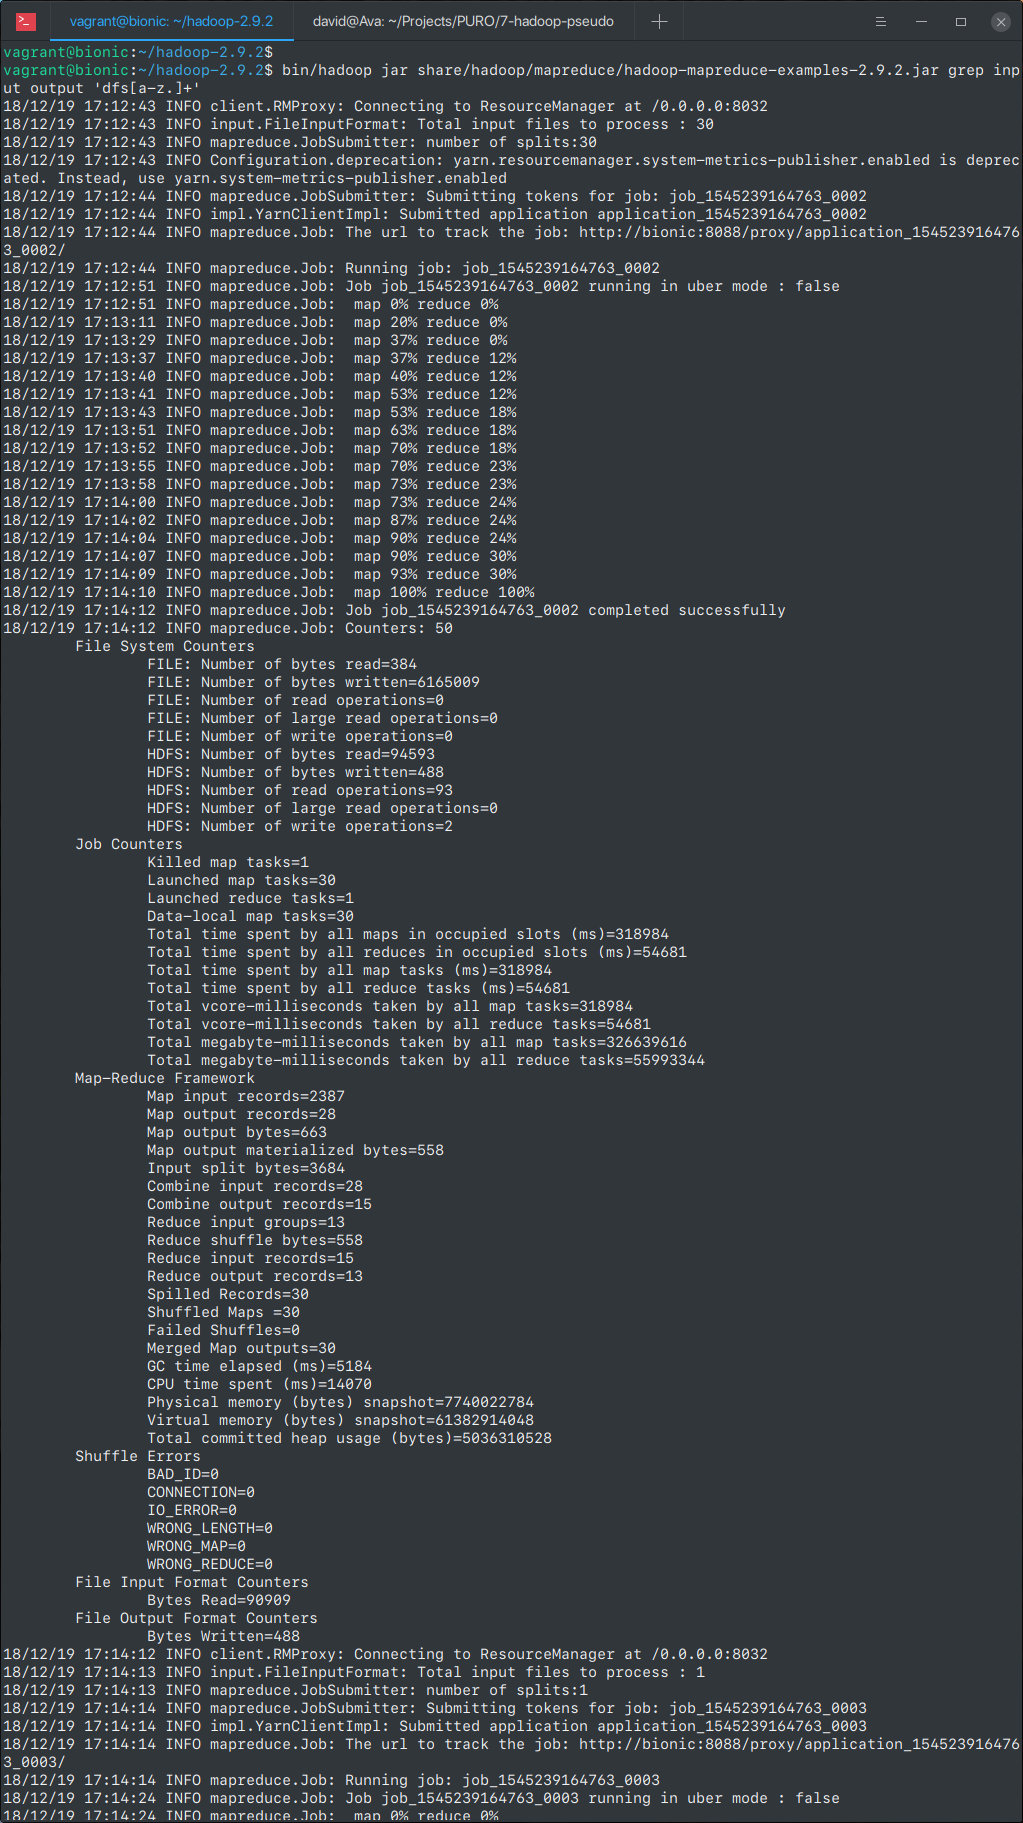 vagrant@bionic: ~/hadoop-2.9.2
david@Ava: ~/Projects/PURO/7-hadoop-pseudo
vagrant@bionic:~/hadoop-2.9.2$
vagrant@bionic:~/hadoop-2.9.2$ bin/hadoop jar share/hadoop/mapreduce/hadoop-mapreduce-examples-2.9.2.jar grep inp
ut output 'dfs[a-z.]+'
18/12/19 17:12:43 INFO client.RMProxy: Connecting to ResourceManager at /0.0.0.0:8032
18/12/19 17:12:43 INFO input.FileInputFormat: Total input files to process : 30
18/12/19 17:12:43 INFO mapreduce.JobSubmitter: number of splits:30
18/12/19 17:12:43 INFO Configuration.deprecation: yarn.resourcemanager.system-metrics-publisher.enabled is deprec
ated. Instead, use yarn.system-metrics-publisher.enabled
18/12/19 17:12:44 INFO mapreduce.JobSubmitter: Submitting tokens for job: job_1545239164763_0002
18/12/19 17:12:44 INFO impl.YarnClientImpl: Submitted application application_1545239164763_0002
18/12/19 17:12:44 INFO mapreduce.Job: The url to track the job: http://bionic:8088/proxy/application_154523916476
3_0002/
18/12/19 17:12:44 INFO mapreduce.Job: Running job: job_1545239164763_0002
18/12/19 17:12:51 INFO mapreduce.Job: Job job_1545239164763_0002 running in uber mode : false
18/12/19 17:12:51 INFO mapreduce.Job:  map 0% reduce 0%
18/12/19 17:13:11 INFO mapreduce.Job:  map 20% reduce 0%
18/12/19 17:13:29 INFO mapreduce.Job:  map 37% reduce 0%
18/12/19 17:13:37 INFO mapreduce.Job:  map 37% reduce 12%
18/12/19 17:13:40 INFO mapreduce.Job:  map 40% reduce 12%
18/12/19 17:13:41 INFO mapreduce.Job:  map 53% reduce 12%
18/12/19 17:13:43 INFO mapreduce.Job:  map 53% reduce 18%
18/12/19 17:13:51 INFO mapreduce.Job:  map 63% reduce 18%
18/12/19 17:13:52 INFO mapreduce.Job:  map 70% reduce 18%
18/12/19 17:13:55 INFO mapreduce.Job:  map 70% reduce 23%
18/12/19 17:13:58 INFO mapreduce.Job:  map 73% reduce 23%
18/12/19 17:14:00 INFO mapreduce.Job:  map 73% reduce 24%
18/12/19 17:14:02 INFO mapreduce.Job:  map 87% reduce 24%
18/12/19 17:14:04 INFO mapreduce.Job:  map 90% reduce 24%
18/12/19 17:14:07 INFO mapreduce.Job:  map 90% reduce 30%
18/12/19 17:14:09 INFO mapreduce.Job:  map 93% reduce 30%
18/12/19 17:14:10 INFO mapreduce.Job:  map 100% reduce 100%
18/12/19 17:14:12 INFO mapreduce.Job: Job job_1545239164763_0002 completed successfully
18/12/19 17:14:12 INFO mapreduce.Job: Counters: 50
File System Counters
FILE: Number of bytes read=384
FILE: Number of bytes written=6165009
FILE: Number of read operations=0
FILE: Number of large read operations=0
FILE: Number of write operations=0
HDFS: Number of bytes read=94593
HDFS: Number of bytes written=488
HDFS: Number of read operations=93
HDFS: Number of large read operations=0
HDFS: Number of write operations=2
Job Counters
Killed map tasks=1
Launched map tasks=30
Launched reduce tasks=1
Data-local map tasks=30
Total time spent by all maps in occupied slots (ms)=318984
Total time spent by all reduces in occupied slots (ms)=54681
Total time spent by all map tasks (ms)=318984
Total time spent by all reduce tasks (ms)=54681
Total vcore-milliseconds taken by all map tasks=318984
Total vcore-milliseconds taken by all reduce tasks=54681
Total megabyte-milliseconds taken by all map tasks=326639616
Total megabyte-milliseconds taken by all reduce tasks=55993344
Map-Reduce Framework
Map input records=2387
Map output records=28
Map output bytes=663
Map output materialized bytes=558
Input split bytes=3684
Combine input records=28
Combine output records=15
Reduce input groups=13
Reduce shuffle bytes=558
Reduce input records=15
Reduce output records=13
Spilled Records=30
Shuffled Maps =30
Failed Shuffles=0
Merged Map outputs=30
GC time elapsed (ms)=5184
CPU time spent (ms)=14070
Physical memory (bytes) snapshot=7740022784
Virtual memory (bytes) snapshot=61382914048
Total committed heap usage (bytes)=5036310528
Shuffle Errors
BAD_ID=0
CONNECTION=0
IO_ERROR=0
WRONG_LENGTH=0
WRONG_MAP=0
WRONG_REDUCE=0
File Input Format Counters
Bytes Read=90909
File Output Format Counters
Bytes Written=488
18/12/19 17:14:12 INFO client.RMProxy: Connecting to ResourceManager at /0.0.0.0:8032
18/12/19 17:14:13 INFO input.FileInputFormat: Total input files to process : 1
18/12/19 17:14:13 INFO mapreduce.JobSubmitter: number of splits:1
18/12/19 17:14:14 INFO mapreduce.JobSubmitter: Submitting tokens for job: job_1545239164763_0003
18/12/19 17:14:14 INFO impl.YarnClientImpl: Submitted application application_1545239164763_0003
18/12/19 17:14:14 INFO mapreduce.Job: The url to track the job: http://bionic:8088/proxy/application_154523916476
3_0003/
18/12/19 17:14:14 INFO mapreduce.Job: Running job: job_1545239164763_0003
18/12/19 17:14:24 INFO mapreduce.Job: Job job_1545239164763_0003 running in uber mode : false
18/12/19 17:14:24 INFO mapreduce.Job:  map 0% reduce 0%